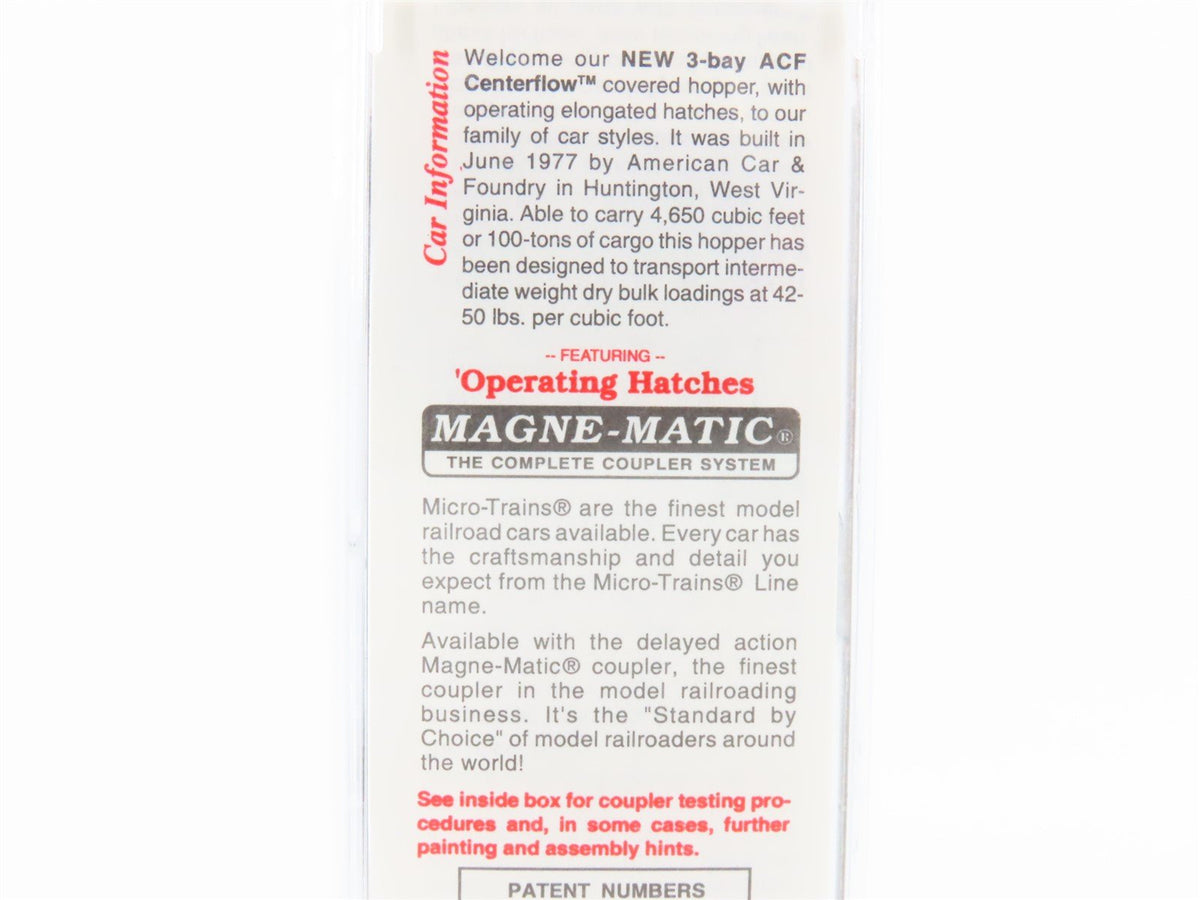 Car Information
Welcome our NEW 3-bay ACF
Centerflow™ covered hopper, with
operating elongated hatches, to our
family of car styles. It was built in
June 1977 by American Car &
Foundry in Huntington, West Vir-
ginia. Able to carry 4,650 cubic feet
or 100-tons of cargo this hopper has
been designed to transport interme-
diate weight dry bulk loadings at 42-
50 lbs. per cubic foot.
-- FEATURING --
'Operating Hatches
MAGNE-MATIC®
THE COMPLETE COUPLER SYSTEM
Micro-Trains® are the finest model
railroad cars available. Every car has
the craftsmanship and detail you
expect from the Micro-Trains® Line
name.
Available with the delayed action
Magne-Matic® coupler, the finest
coupler in the model railroading
business. It's the "Standard by
Choice" of model railroaders around
the world!
See inside box for coupler testing pro-
cedures and, in some cases, further
painting and assembly hints.
PATENT NUMBERS